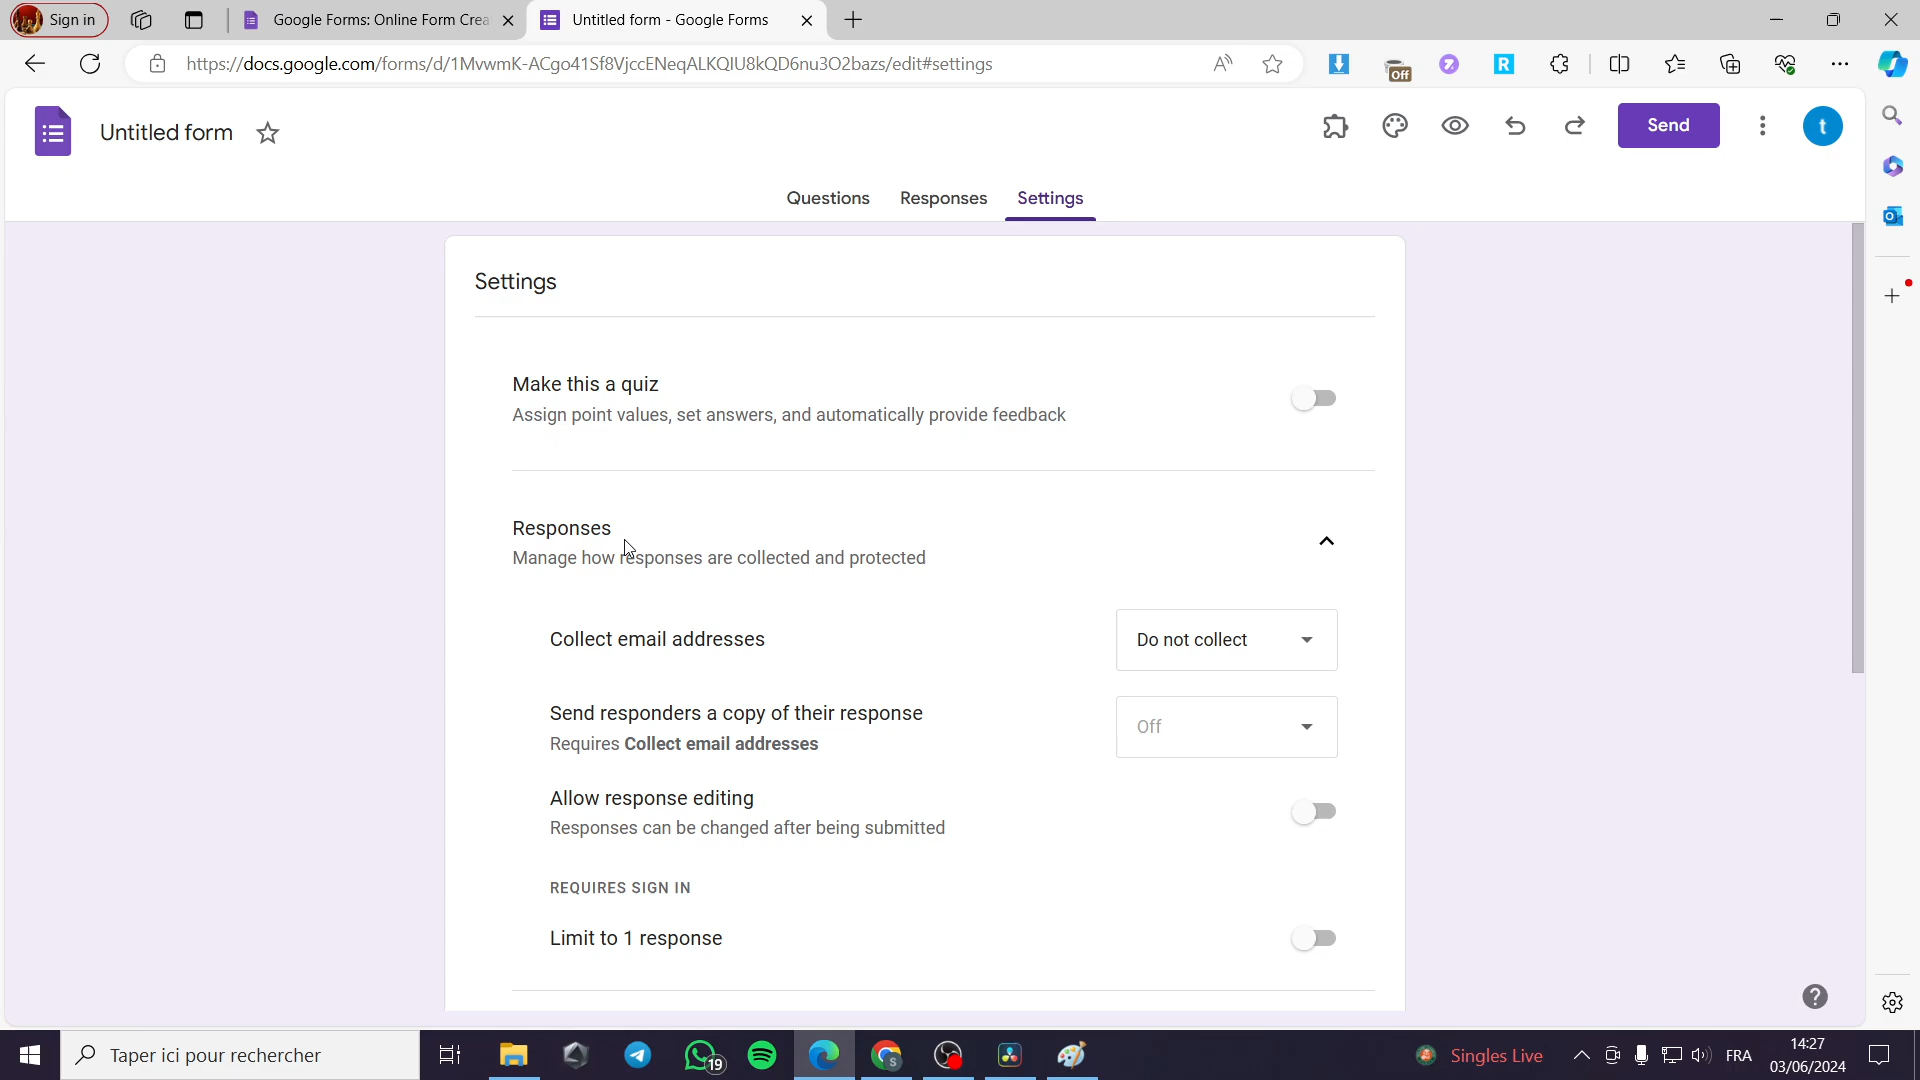 Sign in
Google Forms: Online Form Crea
Untitled form - Google Forms
https://docs.google.com/forms/d/1MvwmK-ACgo41Sf8VjccENeqALKQIU8kQD6nu3O2bazs/edit#settings
Off
Untitled form
Send
t
Questions Responses Settings
Settings
Make this a quiz
Assign point values, set answers, and automatically provide feedback
Responses
Manage how responses are collected and protected
Collect email addresses
Do not collect
Send responders a copy of their response
Requires Collect email addresses
Off
Allow response editing
Responses can be changed after being submitted
REQUIRES SIGN IN
Limit to 1 response
Taper ici pour rechercher
19
Singles Live
FRA
14:27
03/06/2024